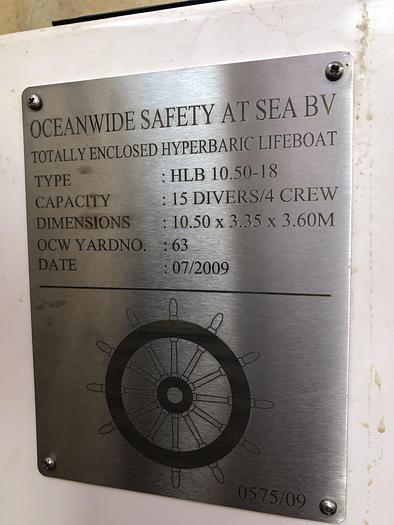 OCEANWIDE SAFETY AT SEA BV
TOTALLY ENCLOSED HYPERBARIC LIFEBOAT
TYPE : HLB 10.50-18
CAPACITY : 15 DIVERS/4 CREW
DIMENSIONS : 10.50 x 3.35 x 3.60M
OCW YARDNO. : 63
DATE : 07/2009
0575/09